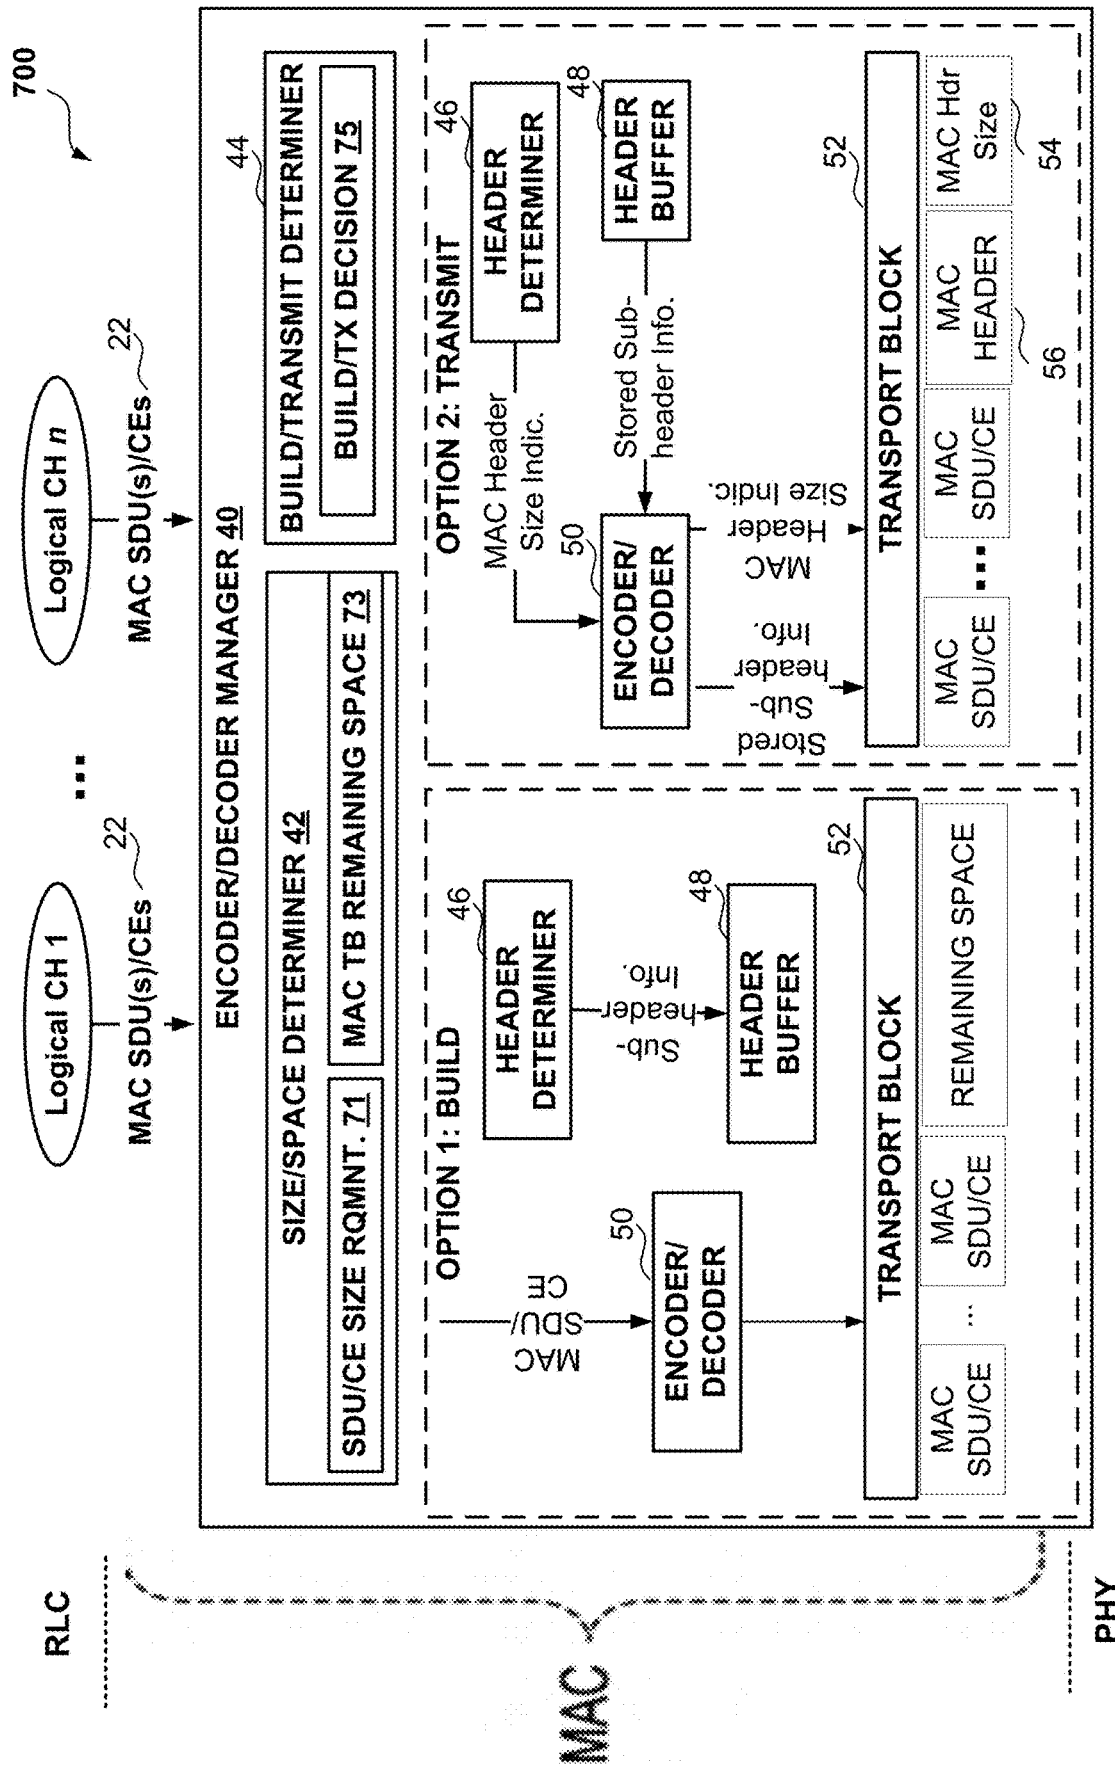 700
RLC
MAC
PHY
Logical CH 1
...
Logical CH n
MAC SDU(s)/CEs
22
MAC SDU(s)/CEs
22
ENCODER/DECODER MANAGER 40
SIZE/SPACE DETERMINER 42
SDU/CE SIZE RQMNT. 71
MAC TB REMAINING SPACE 73
44
BUILD/TRANSMIT DETERMINER
BUILD/TX DECISION 75
OPTION 1: BUILD
MAC
SDU/
CE
50
ENCODER/
DECODER
46
HEADER
DETERMINER
Sub-
header
Info.
48
HEADER
BUFFER
52
TRANSPORT BLOCK
MAC
SDU/CE
...
MAC
SDU/CE
REMAINING SPACE
OPTION 2: TRANSMIT
46
HEADER
DETERMINER
MAC Header
Size Indic.
48
HEADER
BUFFER
Stored Sub-
header Info.
50
ENCODER/
DECODER
Stored
Sub-
header
Info.
MAC
Header
Size Indic.
52
TRANSPORT BLOCK
MAC
SDU/CE
...
MAC
SDU/CE
MAC
HEADER
56
MAC Hdr
Size
54